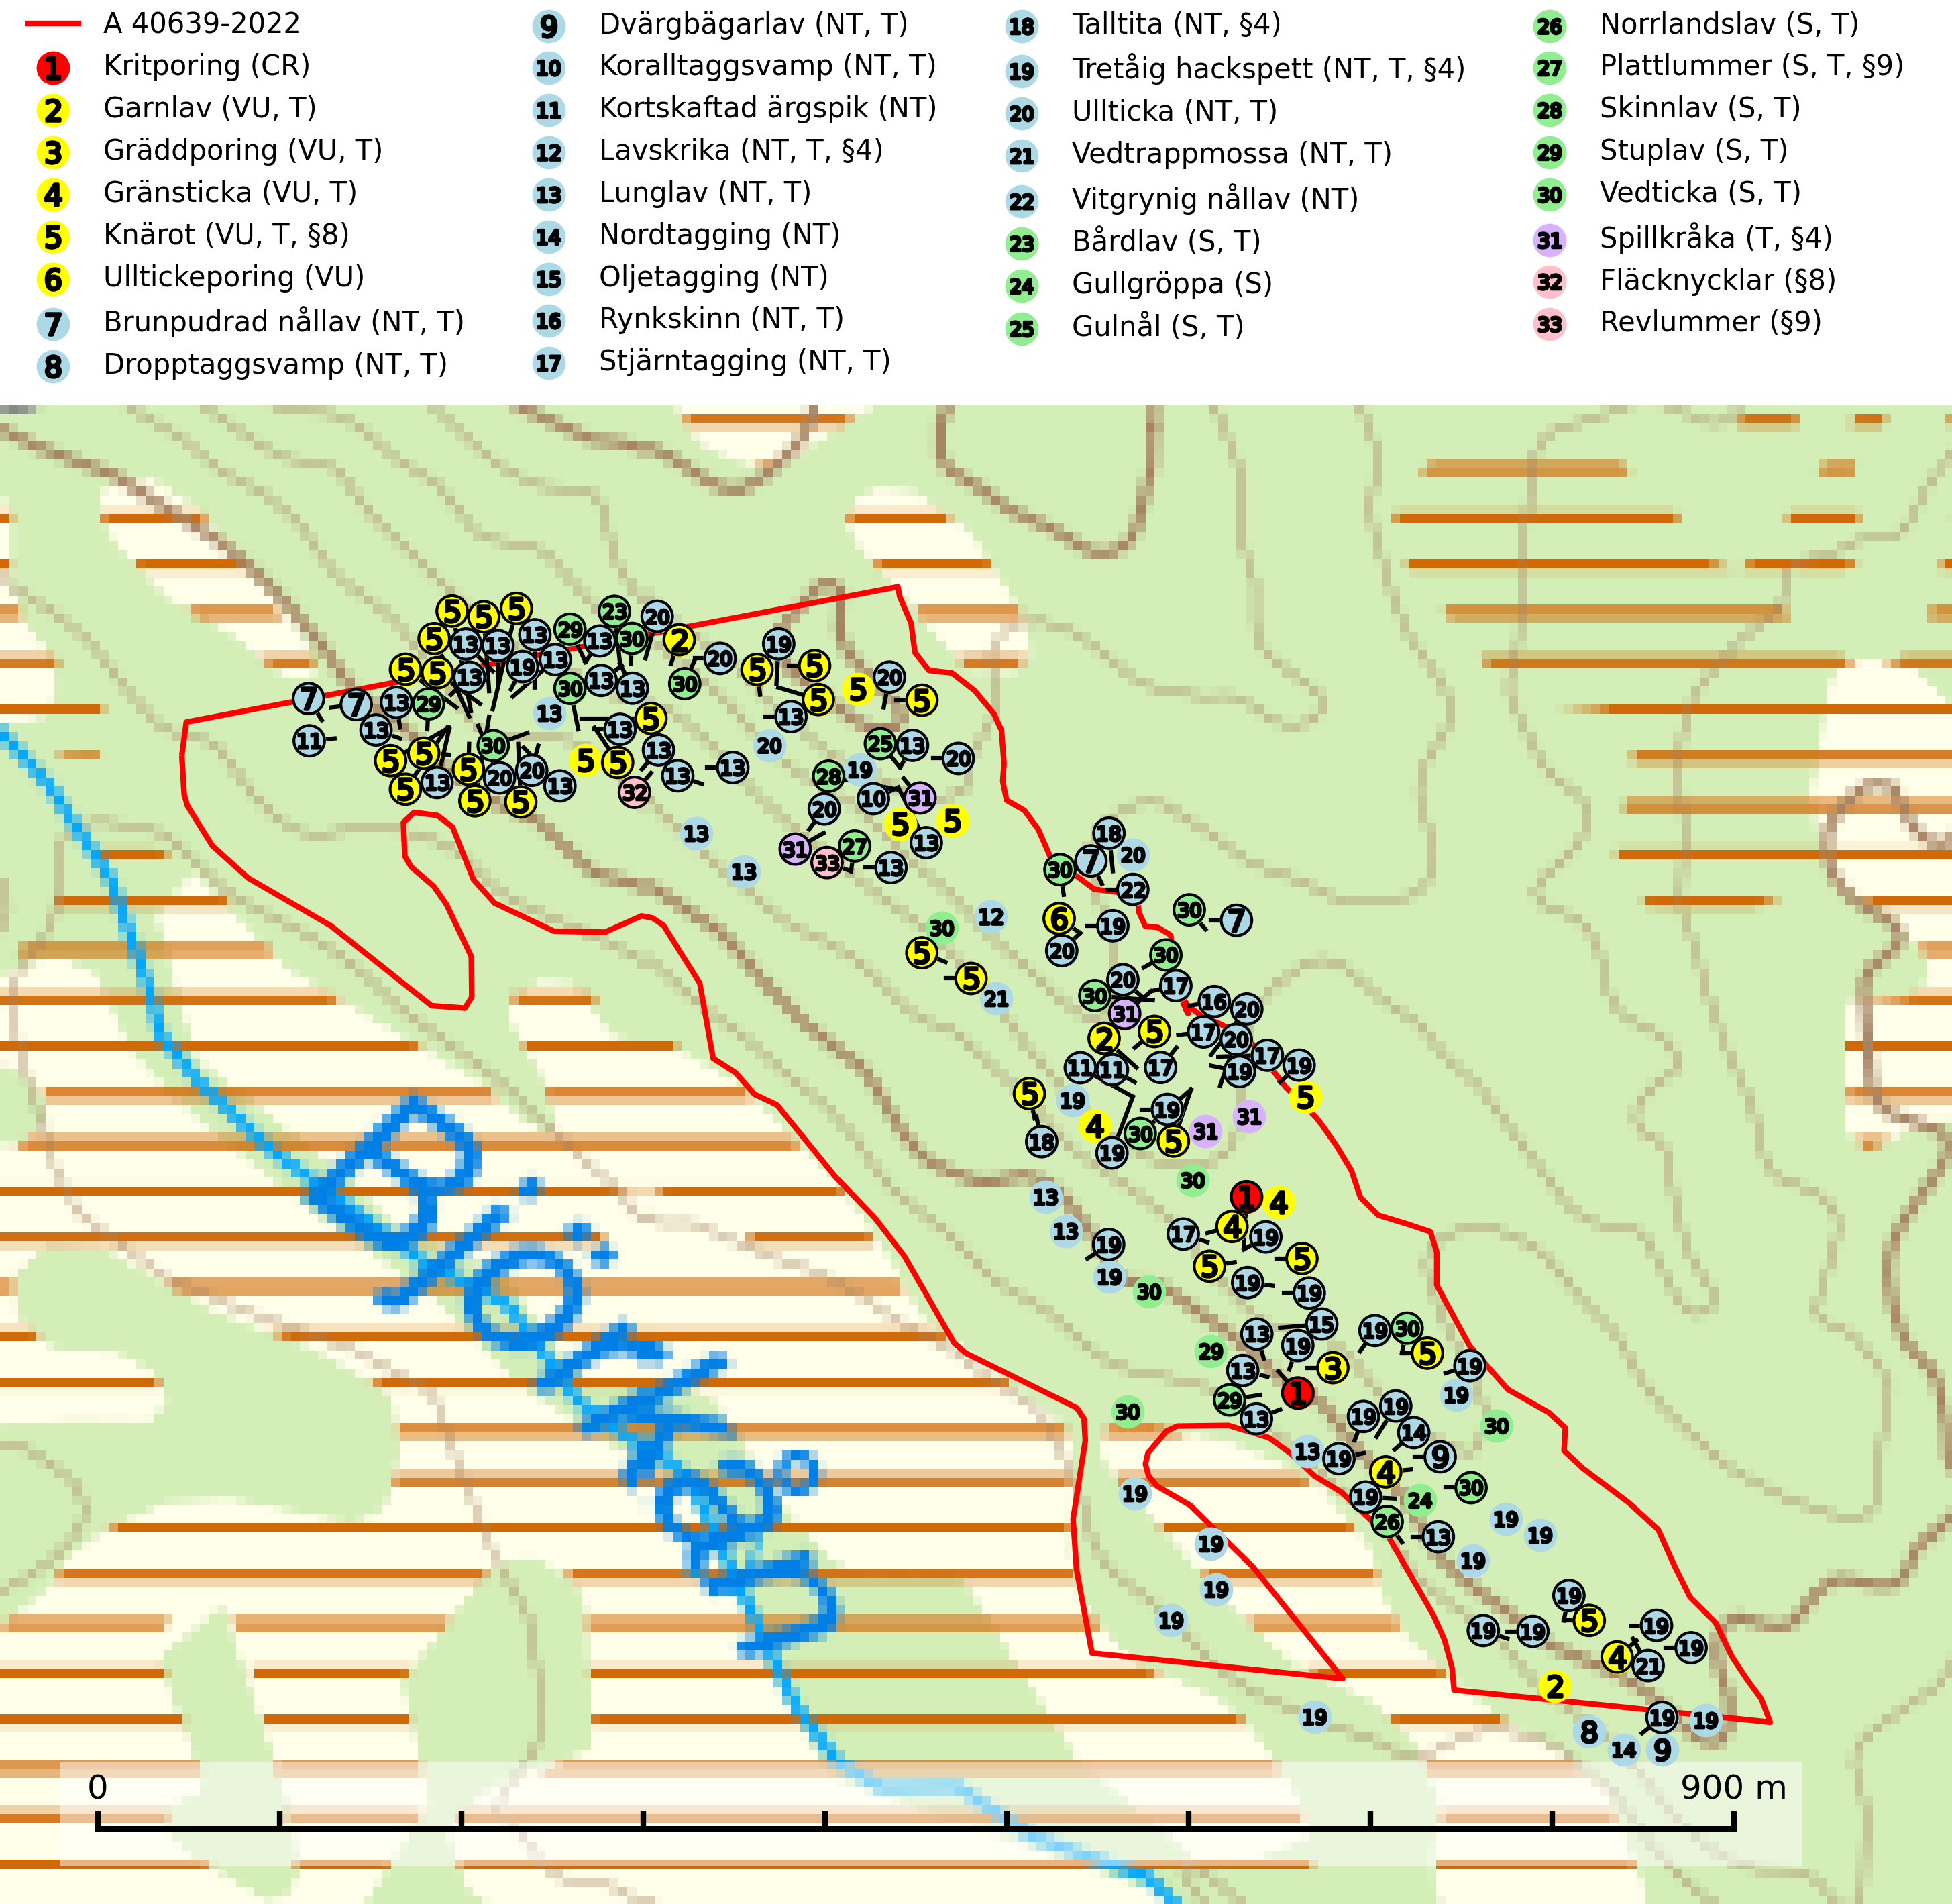 A 40639-2022
1 Kritporing (CR)
2 Garnlav (VU, T)
3 Gräddporing (VU, T)
4 Gränsticka (VU, T)
5 Knärot (VU, T, §8)
6 Ulltickeporing (VU)
7 Brunpudrad nållav (NT, T)
8 Dropptaggsvamp (NT, T)
9 Dvärgbägarlav (NT, T)
10 Koralltaggsvamp (NT, T)
11 Kortskaftad ärgspik (NT)
12 Lavskrika (NT, T, §4)
13 Lunglav (NT, T)
14 Nordtagging (NT)
15 Oljetagging (NT)
16 Rynkskinn (NT, T)
17 Stjärntagging (NT, T)
18 Talltita (NT, §4)
19 Tretåig hackspett (NT, T, §4)
20 Ullticka (NT, T)
21 Vedtrappmossa (NT, T)
22 Vitgrynig nållav (NT)
23 Bårdlav (S, T)
24 Gullgröppa (S)
25 Gulnål (S, T)
26 Norrlandslav (S, T)
27 Plattlummer (S, T, §9)
28 Skinnlav (S, T)
29 Stuplav (S, T)
30 Vedticka (S, T)
31 Spillkråka (T, §4)
32 Fläcknycklar (§8)
33 Revlummer (§9)
Björkån
0
900 m